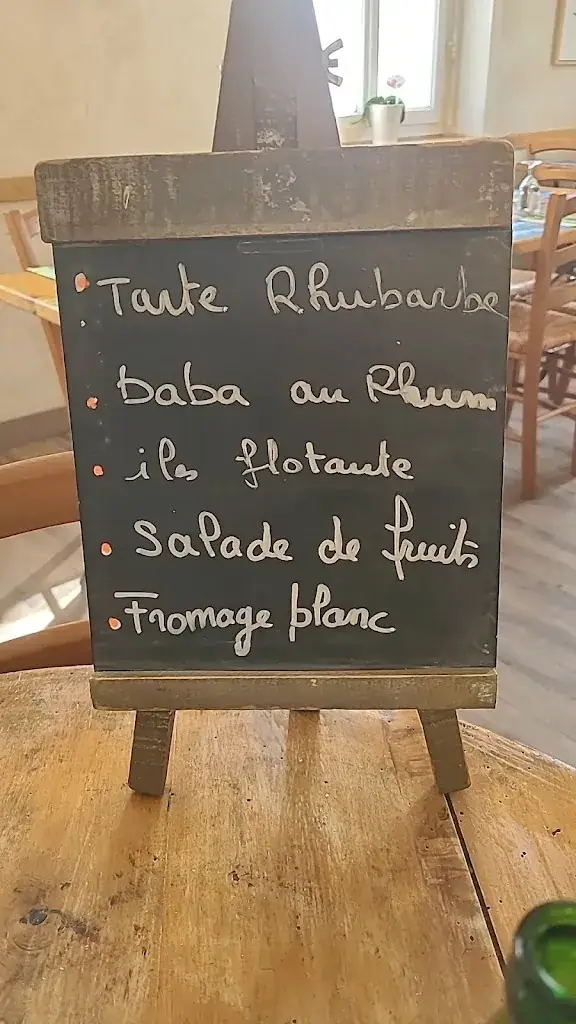 Tarte Rhubarbe
baba au Rhum
iles flotante
Salade de fruits
Fromage blanc